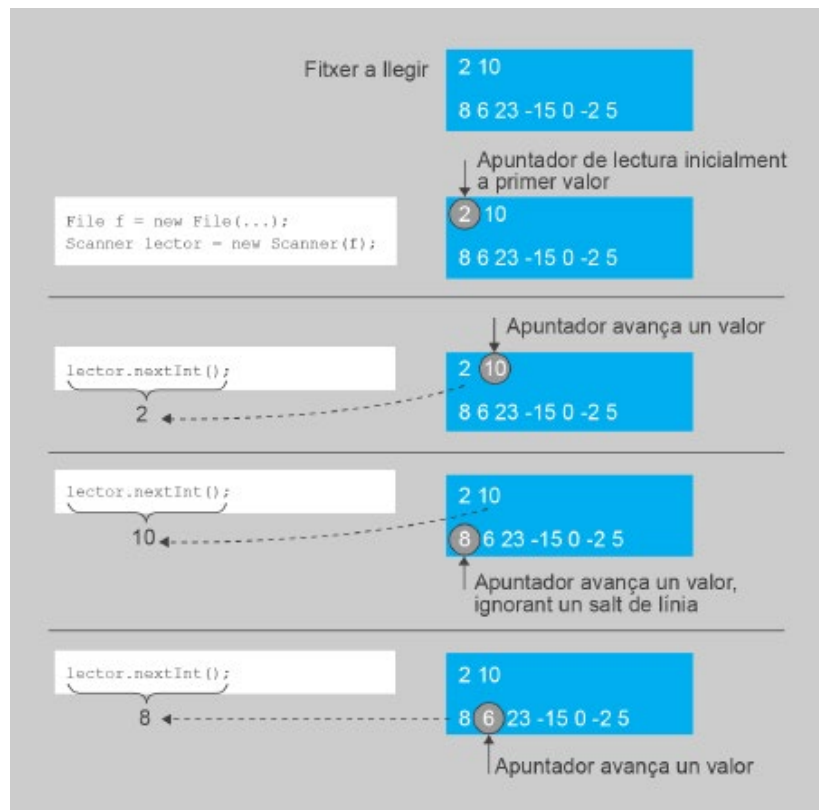 Fitxer a llegir
2 10
8 6 23 -15 0 -2 5
Apuntador de lectura inicialment
a primer valor
File f = new File(...);
Scanner lector = new Scanner(f);
2 10
8 6 23 -15 0 -2 5
Apuntador avança un valor
lector.nextInt();
2
2 10
8 6 23 -15 0 -2 5
lector.nextInt();
10
2 10
8 6 23 -15 0 -2 5
Apuntador avança un valor,
ignorant un salt de línia
lector.nextInt();
8
2 10
8 6 23 -15 0 -2 5
Apuntador avança un valor